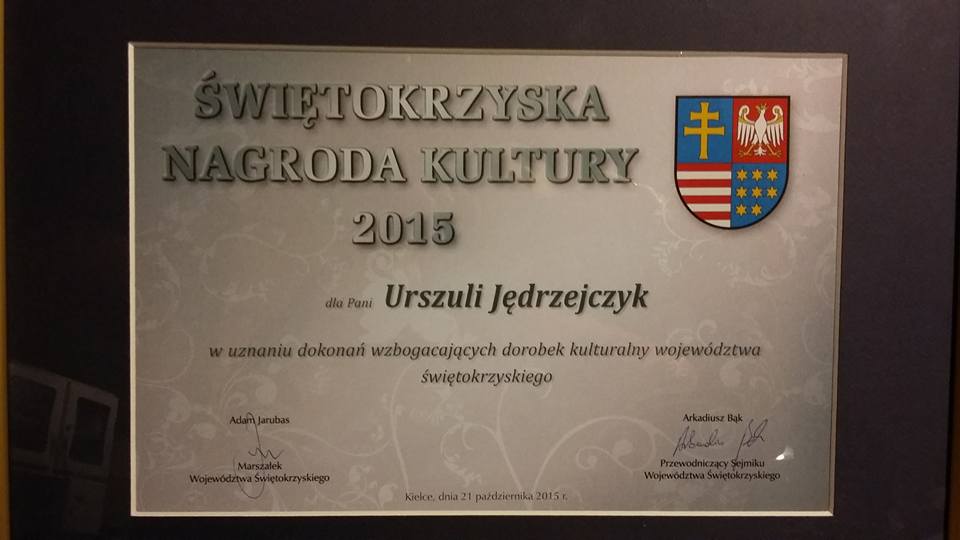 ŚWIĘTOKRZYSKA
NAGRODA KULTURY
2015
dla Pani Urszuli Jędrzejczyk
w uznaniu dokonań wzbogacających dorobek kulturalny województwa
świętokrzyskiego
Adam Jarubas
Marszałek
Województwa Świętokrzyskiego
Arkadiusz Bąk
Przewodniczący Sejmiku
Województwa Świętokrzyskiego
Kielce, dnia 21 października 2015 r.